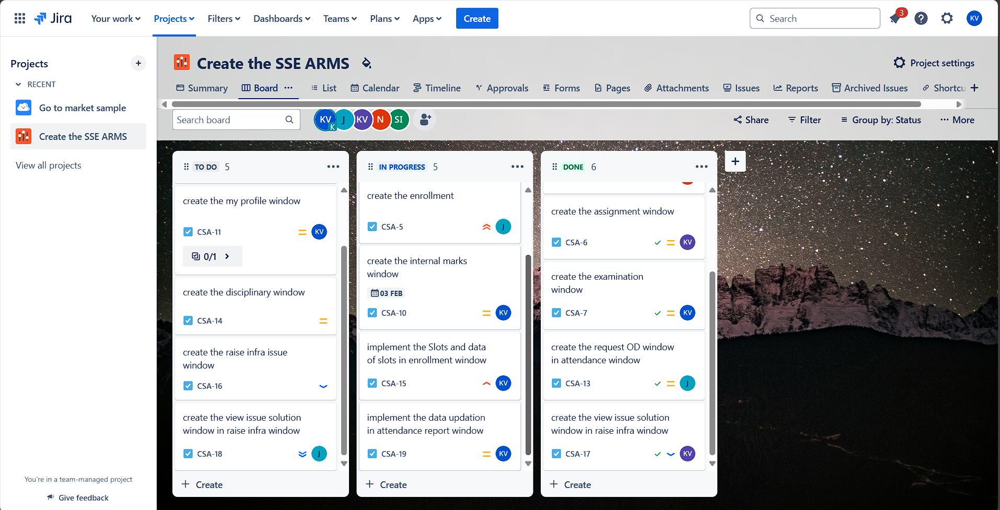 Jira
Your work
Projects
Filters
Dashboards
Teams
Plans
Apps
Create
Search
3
KV
Projects
RECENT
Go to market sample
Create the SSE ARMS
View all projects
You're in a team-managed project
Give feedback
Create the SSE ARMS
Project settings
Summary
Board
List
Calendar
Timeline
Approvals
Forms
Pages
Attachments
Issues
Reports
Archived Issues
Shortcu
Search board
KV
K
J
KV
N
SI
Share
Filter
Group by: Status
More
TO DO 5
create the my profile window
CSA-11
KV
0/1
create the disciplinary window
CSA-14
create the raise infra issue
window
CSA-16
create the view issue solution
window in raise infra window
CSA-18
J
Create
IN PROGRESS 5
create the enrollment
CSA-5
J
create the internal marks
window
03 FEB
CSA-10
KV
implement the Slots and data
of slots in enrollment window
CSA-15
KV
implement the data updation
in attendance report window
CSA-19
KV
Create
DONE 6
create the assignment window
CSA-6
KV
create the examination
window
CSA-7
KV
create the request OD window
in attendance window
CSA-13
J
create the view issue solution
window in raise infra window
CSA-17
KV
Create